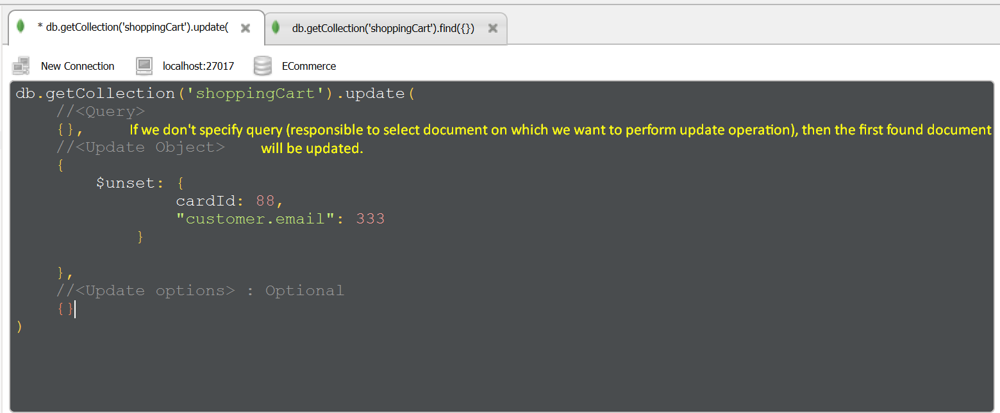 * db.getCollection('shoppingCart').update(
db.getCollection('shoppingCart').find({})
New Connection
localhost:27017
ECommerce
db.getCollection('shoppingCart').update(
//<Query>
{},
If we don't specify query (responsible to select document on which we want to perform update operation), then the first found document
//<Update Object>
will be updated.
{
$unset: {
cardId: 88,
"customer.email": 333
}
},
//<Update options> : Optional
{}
)